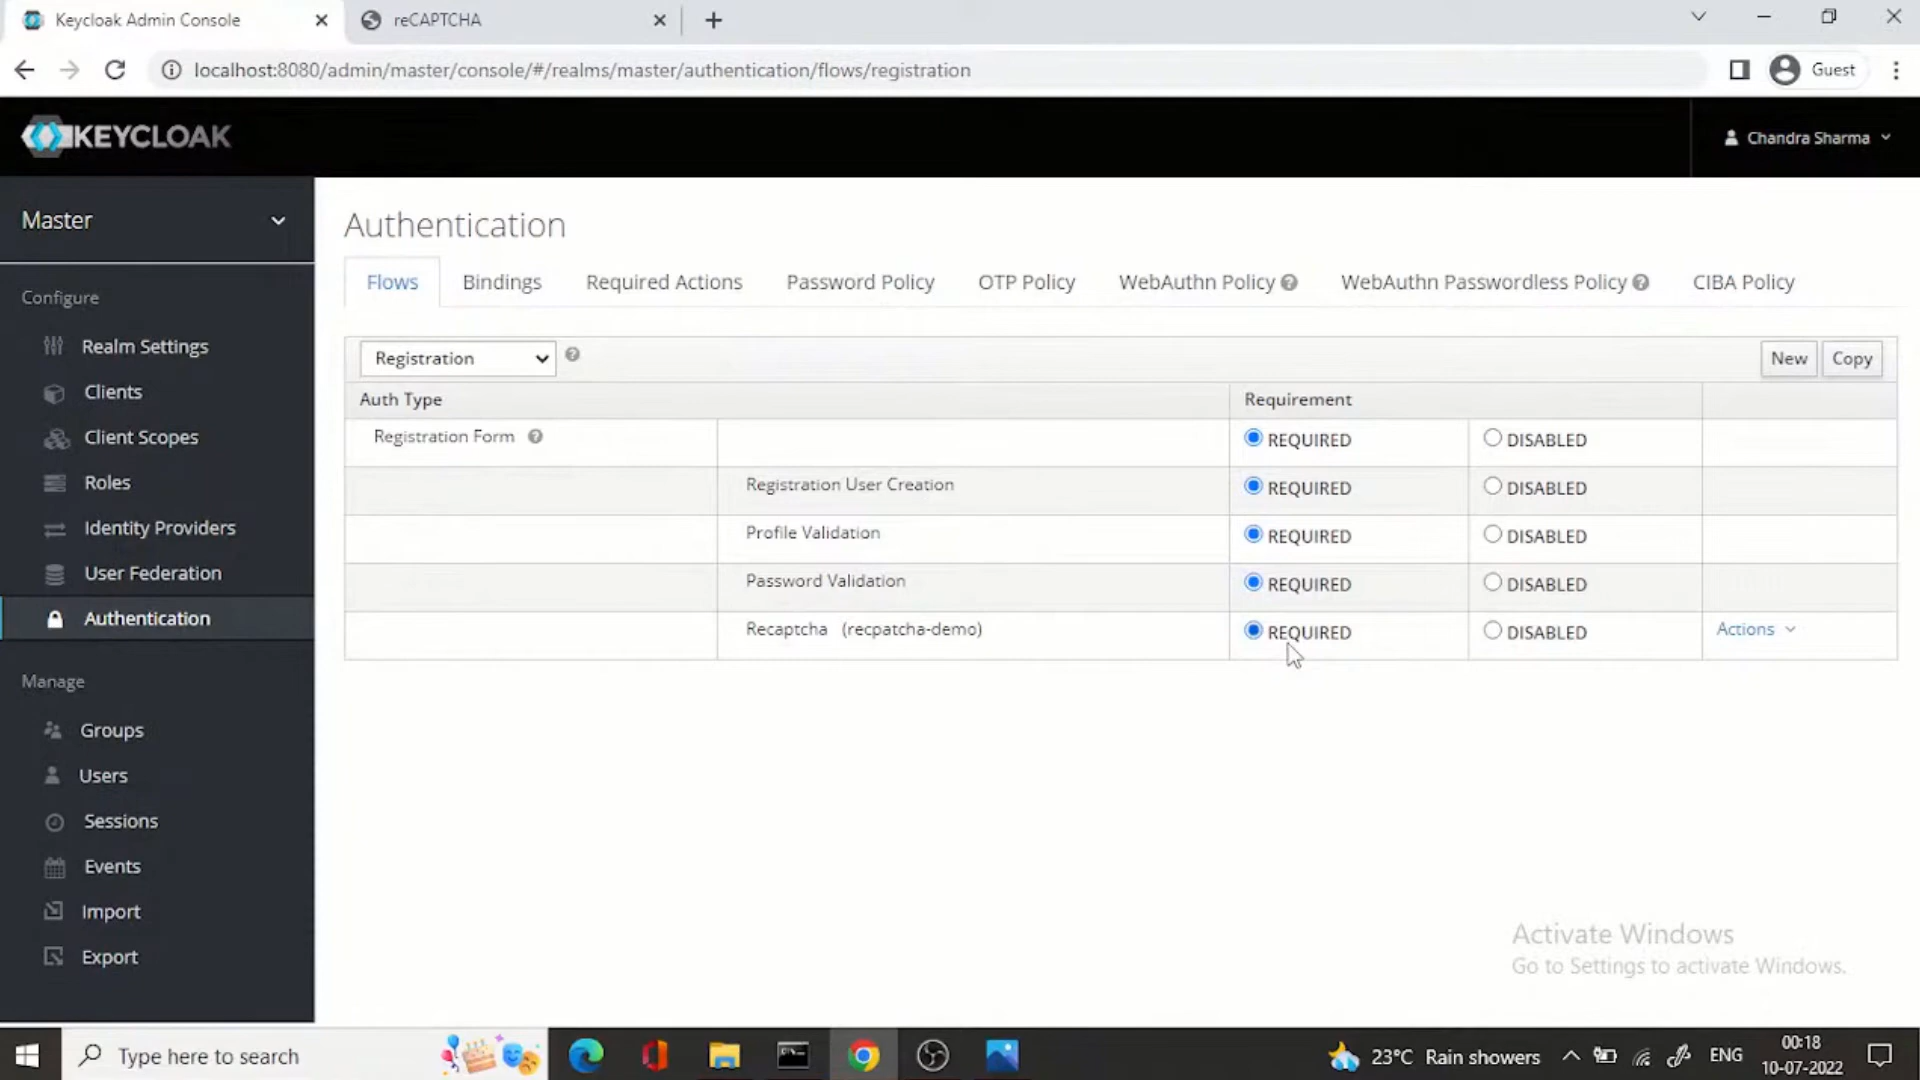 Keycloak Admin Console
reCAPTCHA
localhost:8080/admin/master/console/#/realms/master/authentication/flows/registration
Guest
KEYCLOAK
Chandra Sharma
Master
Configure
Realm Settings
Clients
Client Scopes
Roles
Identity Providers
User Federation
Authentication
Manage
Groups
Users
Sessions
Events
Import
Export
Authentication
Flows Bindings Required Actions Password Policy OTP Policy WebAuthn Policy WebAuthn Passwordless Policy CIBA Policy
Registration New Copy
Auth Type Requirement
Registration Form REQUIRED DISABLED
Registration User Creation REQUIRED DISABLED
Profile Validation REQUIRED DISABLED
Password Validation REQUIRED DISABLED
Recaptcha (recpatcha-demo) REQUIRED DISABLED Actions
Activate Windows
Go to Settings to activate Windows.
Type here to search
23°C Rain showers
ENG
00:18
10-07-2022